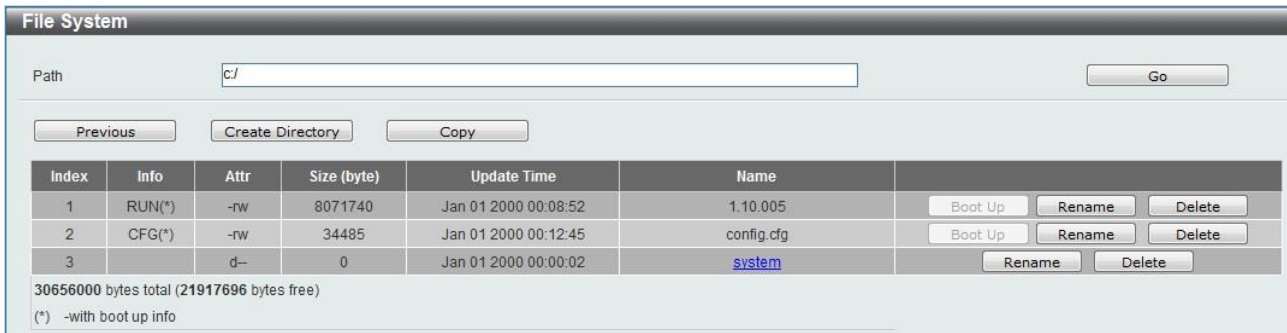 File System
Path c:/ Go
Previous Create Directory Copy
Index Info Attr Size (byte) Update Time Name
1 RUN(*) -rw 8071740 Jan 01 2000 00:08:52 1.10.005 Boot Up Rename Delete
2 CFG(*) -rw 34485 Jan 01 2000 00:12:45 config.cfg Boot Up Rename Delete
3 d-- 0 Jan 01 2000 00:00:02 system Rename Delete
30656000 bytes total (21917696 bytes free)
(*) -with boot up info